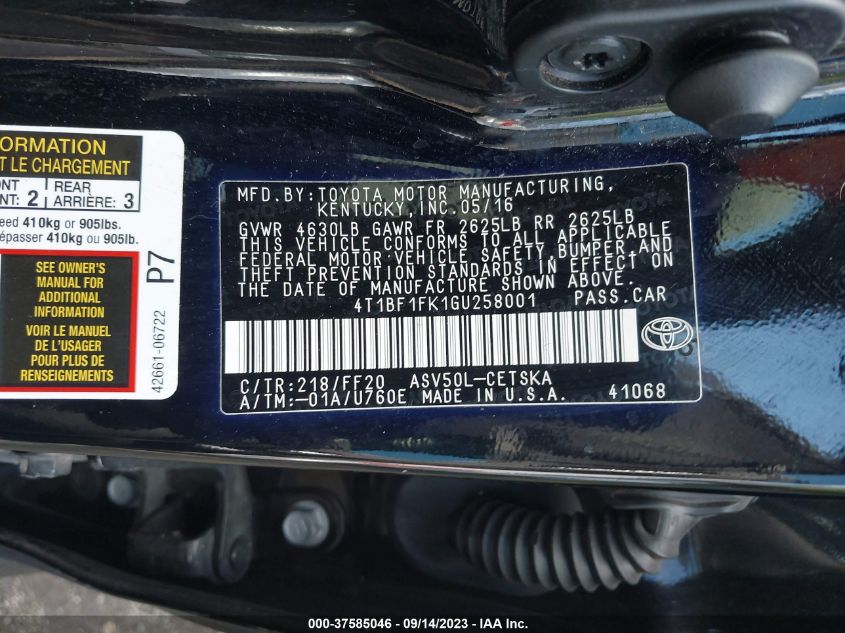 ORMATION
T LE CHARGEMENT
ONT
NT: 2
REAR
ARRIÈRE: 3
eed 410kg or 905lbs.
épasser 410kg ou 905lb.
SEE OWNER'S
MANUAL FOR
ADDITIONAL
INFORMATION
VOIR LE MANUEL
DE L'USAGER
POUR PLUS DE
RENSEIGNEMENTS
P7
42661-06722
MFD.BY:TOYOTA MOTOR MANUFACTURING,
KENTUCKY,INC.05/16
GVWR 4630LB GAWR FR 2625LB RR 2625LB
THIS VEHICLE CONFORMS TO ALL APPLICABLE
FEDERAL MOTOR VEHICLE SAFETY,BUMPER,AND
THEFT PREVENTION STANDARDS IN EFFECT ON
THE DATE OF MANUFACTURE SHOWN ABOVE.
4T1BF1FK1GU258001 PASS.CAR
C/TR:218/FF20 ASV50L-CETSKA
A/TM:-01A/U760E MADE IN U.S.A. 41068
000-37585046 - 09/14/2023 - IAA Inc.